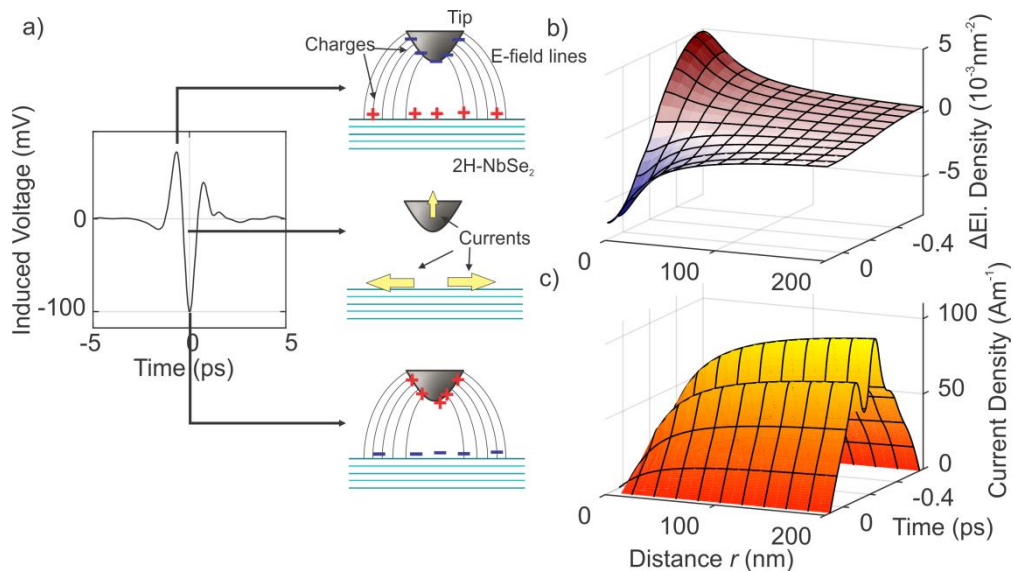 a)
Tip
Charges
E-field lines
2H-NbSe₂
Currents
Induced Voltage (mV)
0
-100
-5
0
5
Time (ps)
b)
5
0
-5
ΔEl. Density (10⁻³nm⁻²)
-0.4
0
0
100
200
c)
100
50
0
Current Density (Am⁻¹)
-0.4
0
Time (ps)
0
100
200
Distance r (nm)